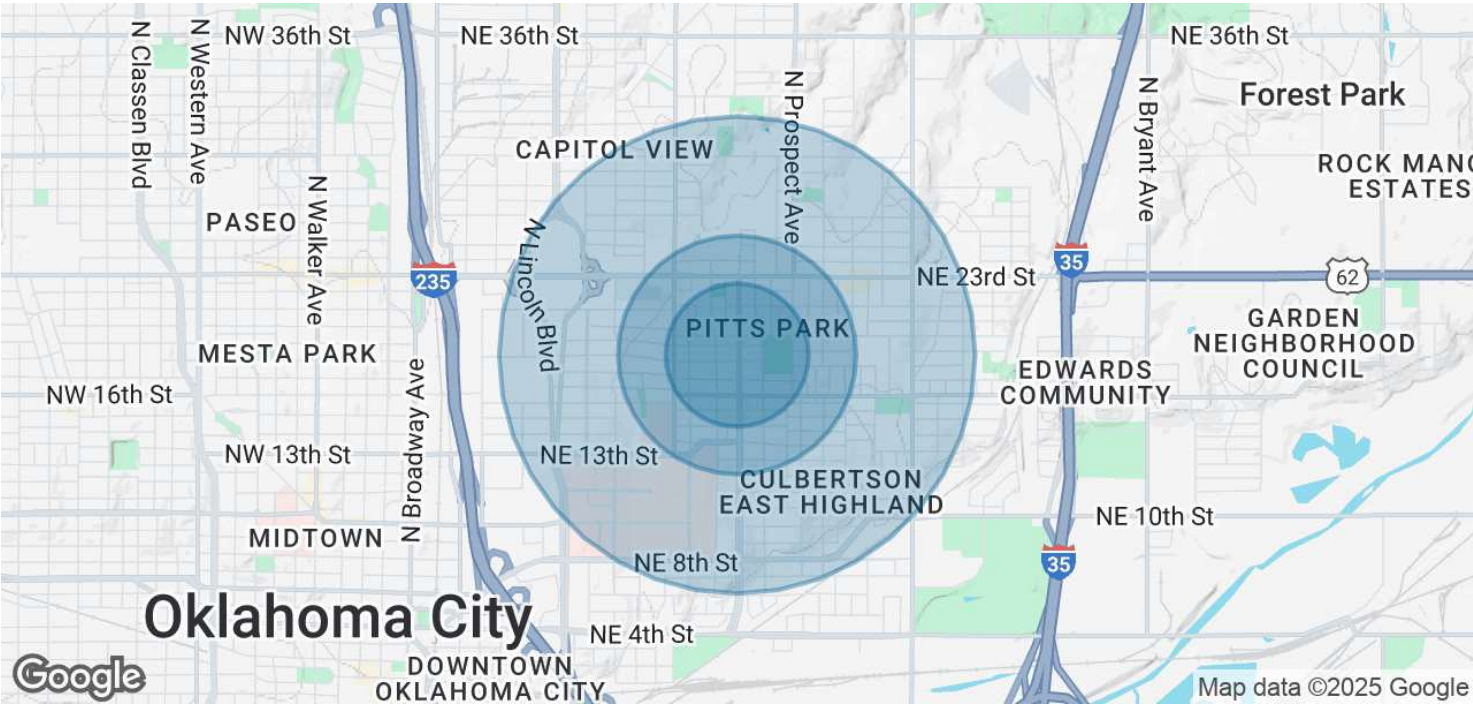 N Classen Blvd
N Western Ave
NW 36th St
NE 36th St
NE 36th St
Forest Park
N Prospect Ave
N Bryant Ave
CAPITOL VIEW
ROCK MANO
ESTATES
PASEO
N Walker Ave
N Lincoln Blvd
235
NE 23rd St
35
62
PITTS PARK
GARDEN
NEIGHBORHOOD
COUNCIL
MESTA PARK
EDWARDS
COMMUNITY
NW 16th St
N Broadway Ave
NW 13th St
NE 13th St
CULBERTSON
EAST HIGHLAND
NE 10th St
MIDTOWN
NE 8th St
35
Oklahoma City
NE 4th St
DOWNTOWN
OKLAHOMA CITY
Google
Map data ©2025 Google